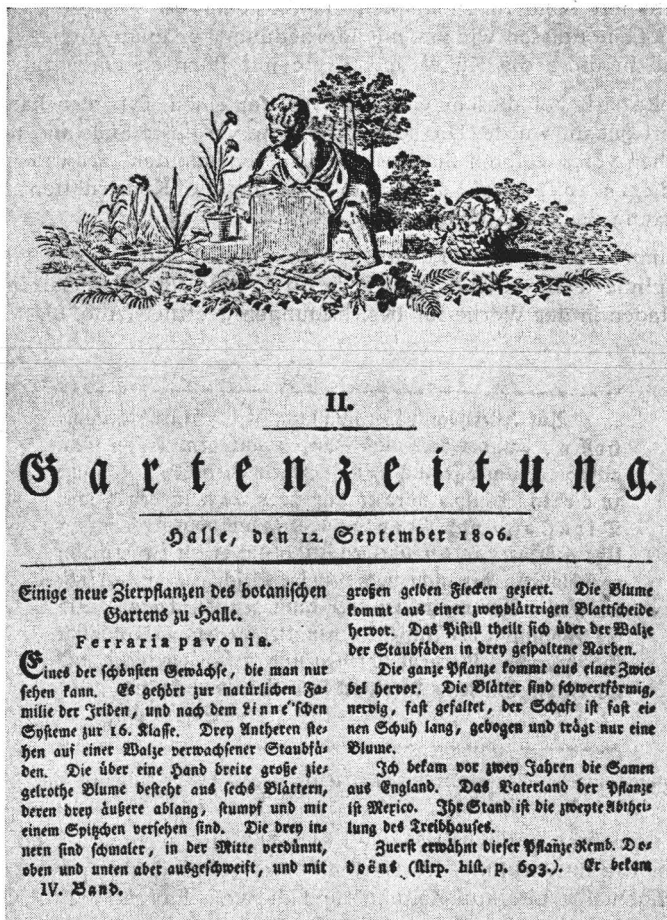 II.
Gartenzeitung.
Halle, den 12. September 1806.
Einige neue Zierpflanzen des botanischen
Gartens zu Halle.
Ferraria pavonia.
Eines der schönsten Gewächse, die man nur
sehen kann. Es gehört zur natürlichen Fa-
milie der Iriden, und nach dem Linne'schen
Systeme zur 16. Klasse. Drey Antheren ste-
hen auf einer Walze verwachsener Staubfä-
den. Die über eine Hand breite große zie-
gelrothe Blume besteht aus sechs Blättern,
deren drey äußere ablang, stumpf und mit
einem Spitzchen versehen sind. Die drey in-
nern sind schmaler, in der Mitte verdünnt,
oben und unten aber ausgeschweift, und mit
IV. Band.
großen gelben Flecken geziert. Die Blume
kommt aus einer zweyblättrigen Blattscheide
hervor. Das Pistill theilt sich über der Walze
der Staubfäden in drey gespaltene Narben.
Die ganze Pflanze kommt aus einer Zwie-
bel hervor. Die Blätter sind schwertförmig,
nervig, fast gefaltet, der Schaft ist fast ei-
nen Schuh lang, gebogen und trägt nur eine
Blume.
Ich bekam vor zwey Jahren die Samen
aus England. Das Vaterland der Pflanze
ist Mexico. Ihr Stand ist die zweyte Abthei-
lung des Treibhauses.
Zuerst erwähnt dieser Pflanze Remb. Do-
doëns (stirp. hist. p. 693.). Er bekam